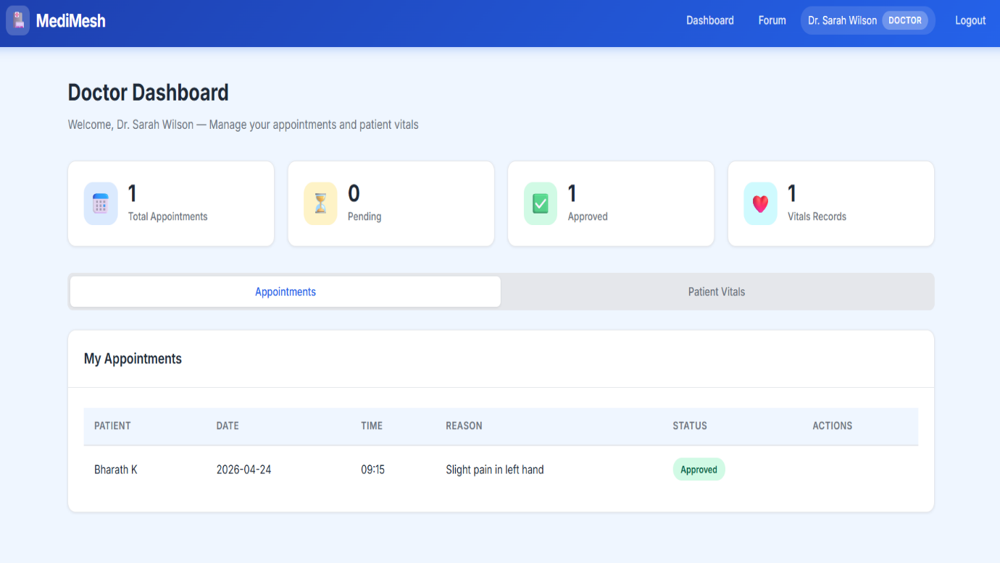 MediMesh Dashboard Forum Dr. Sarah Wilson DOCTOR Logout
Doctor Dashboard
Welcome, Dr. Sarah Wilson — Manage your appointments and patient vitals
1
Total Appointments
0
Pending
1
Approved
1
Vitals Records
Appointments Patient Vitals
My Appointments
PATIENT DATE TIME REASON STATUS ACTIONS
Bharath K 2026-04-24 09:15 Slight pain in left hand Approved